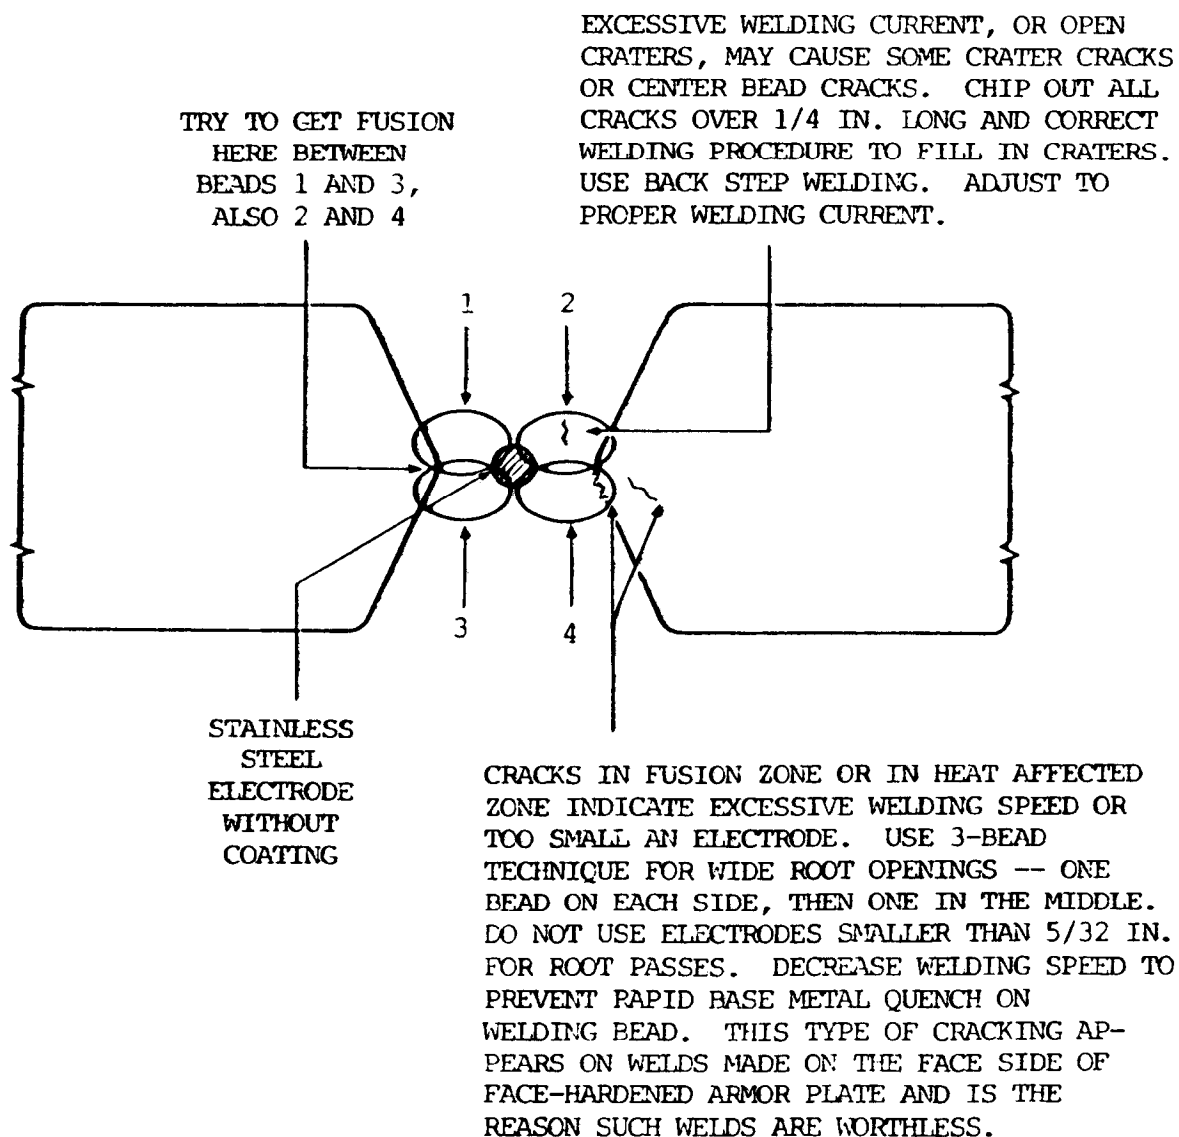 EXCESSIVE WELDING CURRENT, OR OPEN
CRATERS, MAY CAUSE SOME CRATER CRACKS
OR CENTER BEAD CRACKS. CHIP OUT ALL
CRACKS OVER 1/4 IN. LONG AND CORRECT
WELDING PROCEDURE TO FILL IN CRATERS.
USE BACK STEP WELDING. ADJUST TO
PROPER WELDING CURRENT.
TRY TO GET FUSION
HERE BETWEEN
BEADS 1 AND 3,
ALSO 2 AND 4
1 2
3 4
STAINLESS
STEEL
ELECTRODE
WITHOUT
COATING
CRACKS IN FUSION ZONE OR IN HEAT AFFECTED
ZONE INDICATE EXCESSIVE WELDING SPEED OR
TOO SMALL AN ELECTRODE. USE 3-BEAD
TECHNIQUE FOR WIDE ROOT OPENINGS -- ONE
BEAD ON EACH SIDE, THEN ONE IN THE MIDDLE.
DO NOT USE ELECTRODES SMALLER THAN 5/32 IN.
FOR ROOT PASSES. DECREASE WELDING SPEED TO
PREVENT RAPID BASE METAL QUENCH ON
WELDING BEAD. THIS TYPE OF CRACKING AP-
PEARS ON WELDS MADE ON THE FACE SIDE OF
FACE-HARDENED ARMOR PLATE AND IS THE
REASON SUCH WELDS ARE WORTHLESS.